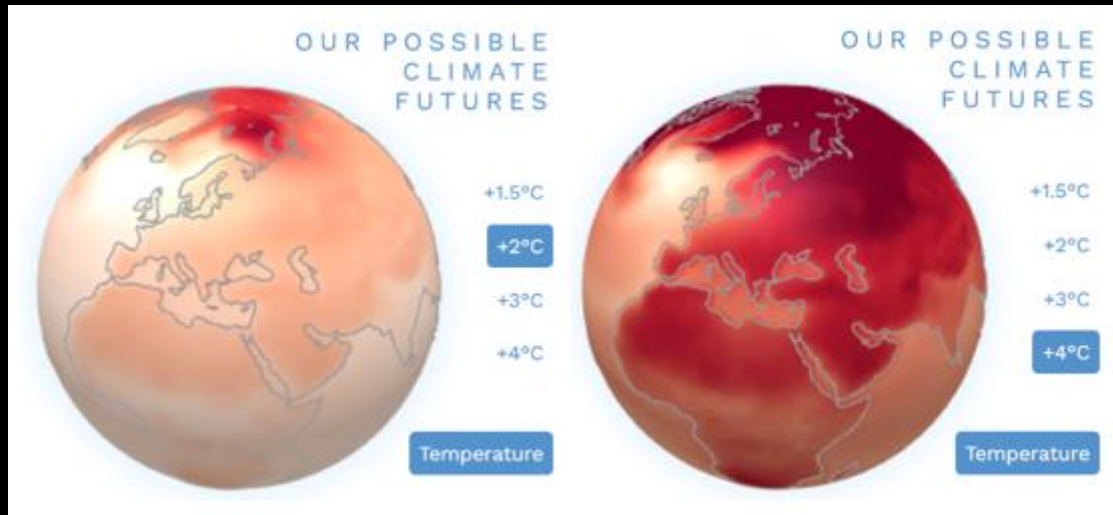 OUR POSSIBLE
CLIMATE
FUTURES
+1.5°C
+2°C
+3°C
+4°C
Temperature
OUR POSSIBLE
CLIMATE
FUTURES
+1.5°C
+2°C
+3°C
+4°C
Temperature